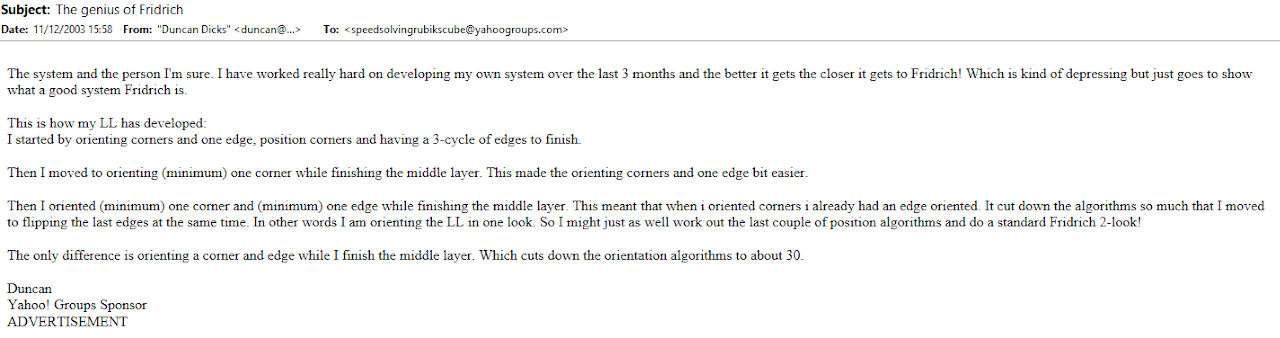 Subject: The genius of Fridrich
Date: 11/12/2003 15:58 From: "Duncan Dicks" <duncan@...> To: <speedsolvingrubikscube@yahoogroups.com>
The system and the person I'm sure. I have worked really hard on developing my own system over the last 3 months and the better it gets the closer it gets to Fridrich! Which is kind of depressing but just goes to show
what a good system Fridrich is.
This is how my LL has developed:
I started by orienting corners and one edge, position corners and having a 3-cycle of edges to finish.
Then I moved to orienting (minimum) one corner while finishing the middle layer. This made the orienting corners and one edge bit easier.
Then I oriented (minimum) one corner and (minimum) one edge while finishing the middle layer. This meant that when i oriented corners i already had an edge oriented. It cut down the algorithms so much that I moved
to flipping the last edges at the same time. In other words I am orienting the LL in one look. So I might just as well work out the last couple of position algorithms and do a standard Fridrich 2-look!
The only difference is orienting a corner and edge while I finish the middle layer. Which cuts down the orientation algorithms to about 30.
Duncan
Yahoo! Groups Sponsor
ADVERTISEMENT